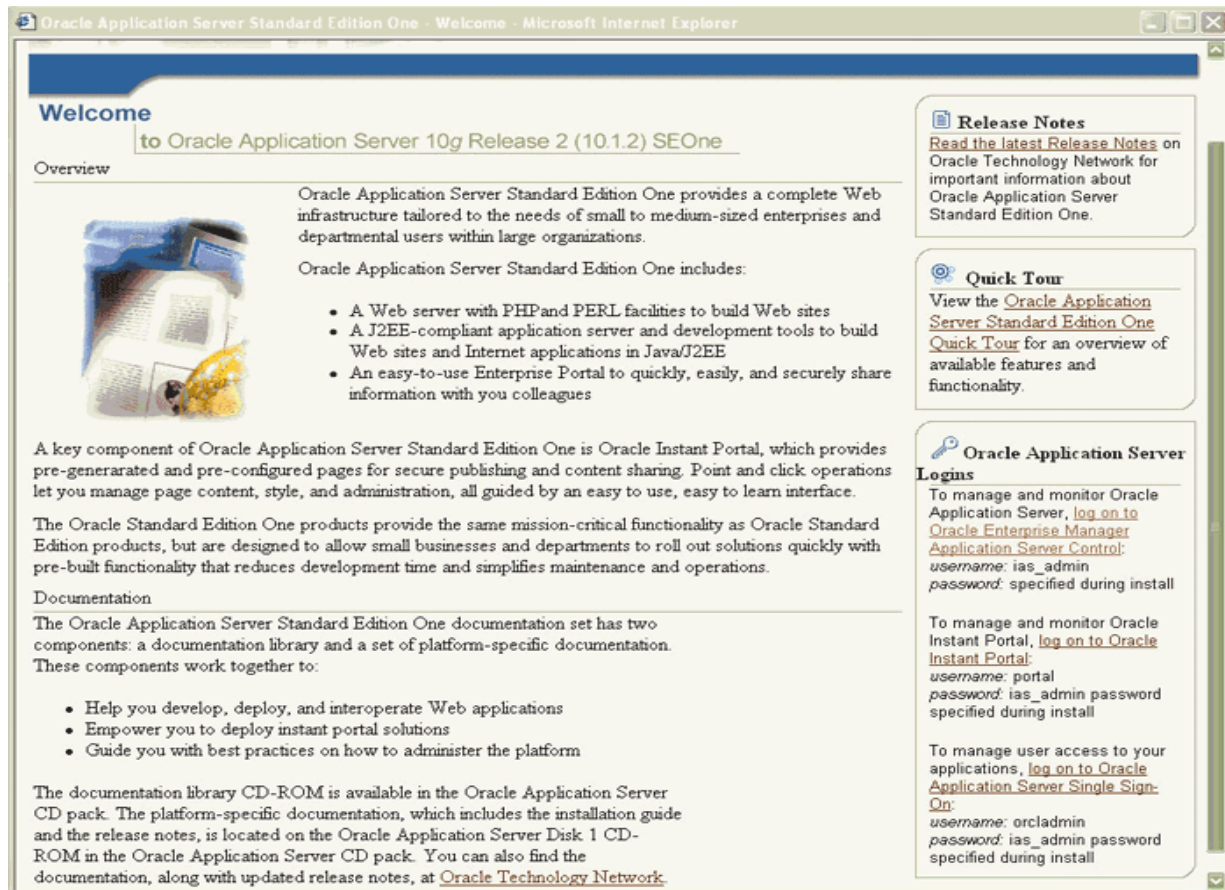 Oracle Application Server Standard Edition One - Welcome - Microsoft Internet Explorer
Welcome
to Oracle Application Server 10g Release 2 (10.1.2) SEOne
Overview
Oracle Application Server Standard Edition One provides a complete Web
infrastructure tailored to the needs of small to medium-sized enterprises and
departmental users within large organizations.
Oracle Application Server Standard Edition One includes:
• A Web server with PHPand PERL facilities to build Web sites
• A J2EE-compliant application server and development tools to build
Web sites and Internet applications in Java/J2EE
• An easy-to-use Enterprise Portal to quickly, easily, and securely share
information with you colleagues
A key component of Oracle Application Server Standard Edition One is Oracle Instant Portal, which provides
pre-generarated and pre-configured pages for secure publishing and content sharing. Point and click operations
let you manage page content, style, and administration, all guided by an easy to use, easy to learn interface.
The Oracle Standard Edition One products provide the same mission-critical functionality as Oracle Standard
Edition products, but are designed to allow small businesses and departments to roll out solutions quickly with
pre-built functionality that reduces development time and simplifies maintenance and operations.
Documentation
The Oracle Application Server Standard Edition One documentation set has two
components: a documentation library and a set of platform-specific documentation.
These components work together to:
• Help you develop, deploy, and interoperate Web applications
• Empower you to deploy instant portal solutions
• Guide you with best practices on how to administer the platform
The documentation library CD-ROM is available in the Oracle Application Server
CD pack. The platform-specific documentation, which includes the installation guide
and the release notes, is located on the Oracle Application Server Disk 1 CD-
ROM in the Oracle Application Server CD pack. You can also find the
documentation, along with updated release notes, at Oracle Technology Network.
Release Notes
Read the latest Release Notes on
Oracle Technology Network for
important information about
Oracle Application Server
Standard Edition One.
Quick Tour
View the Oracle Application
Server Standard Edition One
Quick Tour for an overview of
available features and
functionality.
Oracle Application Server
Logins
To manage and monitor Oracle
Application Server, log on to
Oracle Enterprise Manager
Application Server Control:
username: ias_admin
password: specified during install
To manage and monitor Oracle
Instant Portal, log on to Oracle
Instant Portal:
username: portal
password: ias_admin password
specified during install
To manage user access to your
applications, log on to Oracle
Application Server Single Sign-
On:
username: orcladmin
password: ias_admin password
specified during install